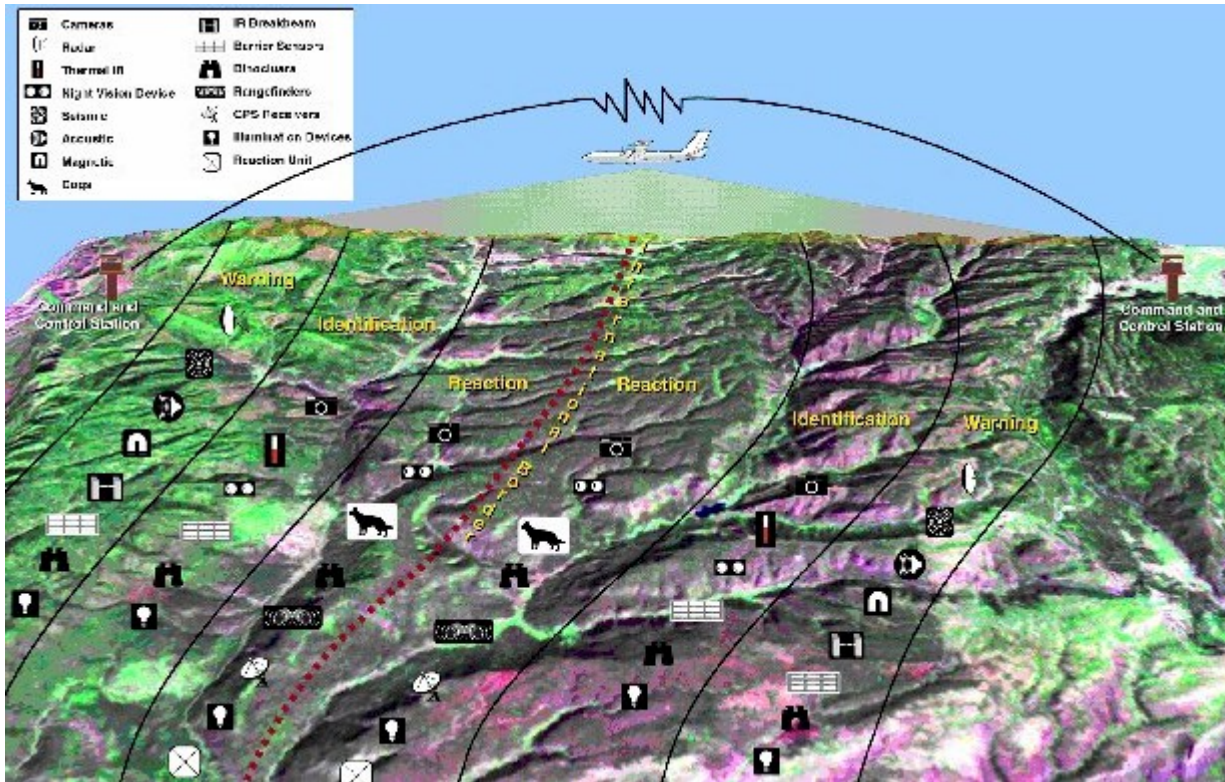 Cameras
Radar
Thermal IR
Night Vision Device
Seismic
Acoustic
Magnetic
Dogs
IR Breakbeam
Barrier Sensors
Binoculars
Rangefinders
GPS Receivers
Illumination Devices
Reaction Unit
Command and
Control Station
Warning
Identification
Reaction
International Border
Reaction
Identification
Warning
Command and
Control Station